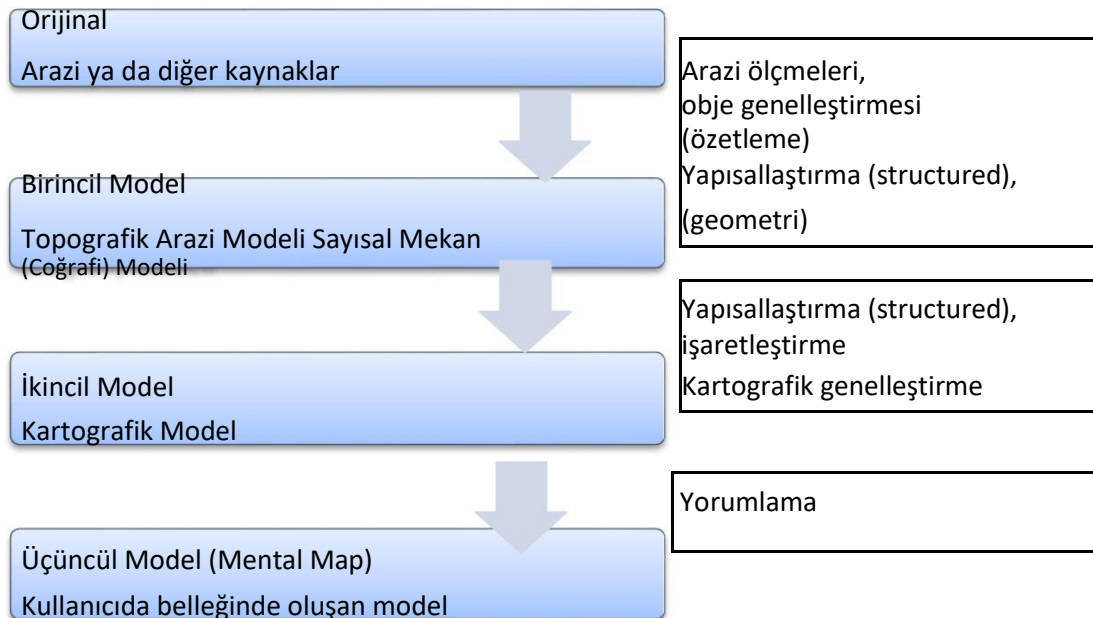 Orijinal
Arazi ya da diğer kaynaklar
Arazi ölçmeleri,
obje genelleştirmesi
(özetleme)
Yapısallaştırma (structured),
(geometri)
Birincil Model
Topografik Arazi Modeli Sayısal Mekan
(Coğrafi) Modeli
Yapısallaştırma (structured),
işaretleştirme
Kartografik genelleştirme
İkincil Model
Kartografik Model
Yorumlama
Üçüncül Model (Mental Map)
Kullanıcıda belleğinde oluşan model